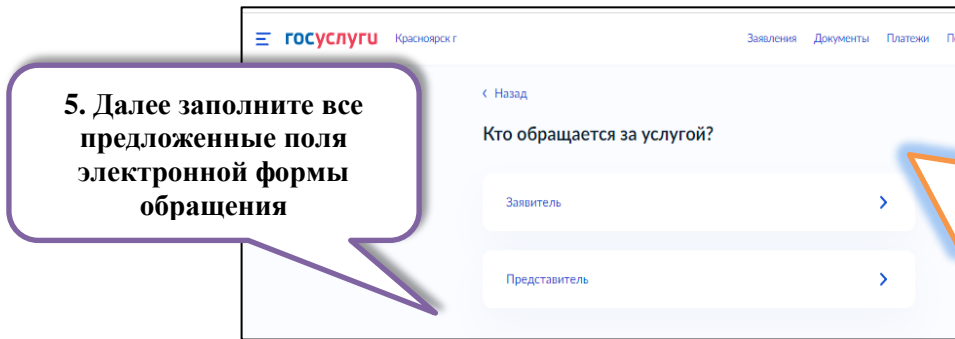 госуслуги Красноярск г Заявления Документы Платежи
Назад
Кто обращается за услугой?
Заявитель
Представитель
5. Далее заполните все
предложенные поля
электронной формы
обращения